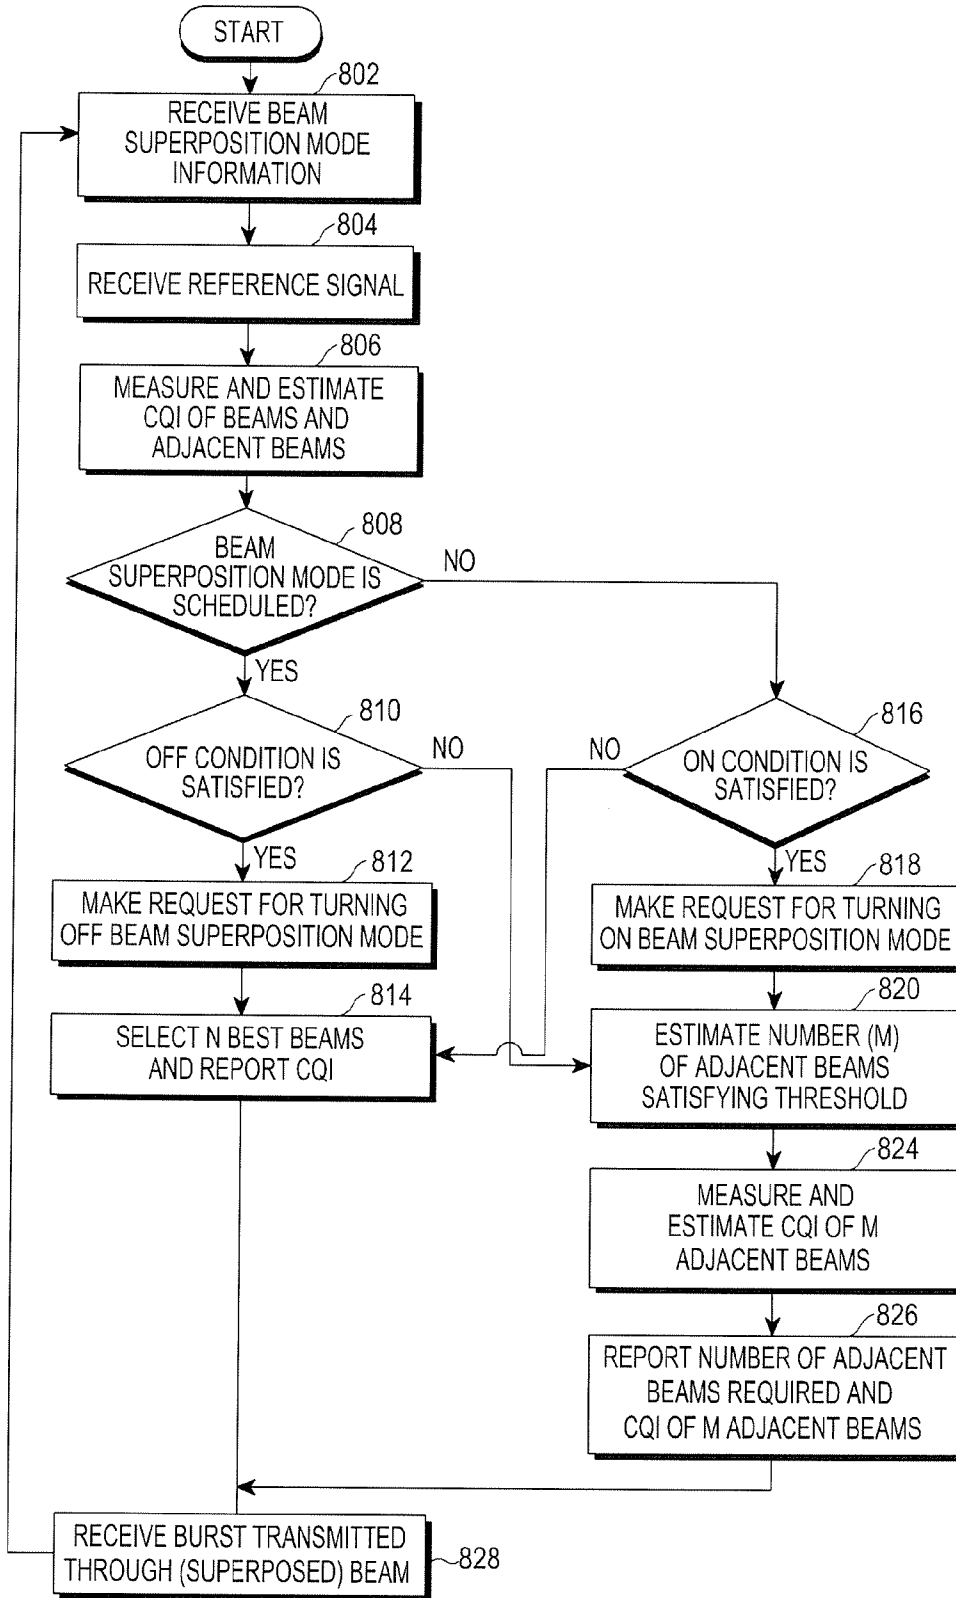 START
802
RECEIVE BEAM
SUPERPOSITION MODE
INFORMATION
804
RECEIVE REFERENCE SIGNAL
806
MEASURE AND ESTIMATE
CQI OF BEAMS AND
ADJACENT BEAMS
808
BEAM
SUPERPOSITION MODE IS
SCHEDULED?
NO
YES
810
OFF CONDITION IS
SATISFIED?
NO
YES
816
ON CONDITION IS
SATISFIED?
NO
YES
812
MAKE REQUEST FOR TURNING
OFF BEAM SUPERPOSITION MODE
814
SELECT N BEST BEAMS
AND REPORT CQI
818
MAKE REQUEST FOR TURNING
ON BEAM SUPERPOSITION MODE
820
ESTIMATE NUMBER (M)
OF ADJACENT BEAMS
SATISFYING THRESHOLD
824
MEASURE AND
ESTIMATE CQI OF M
ADJACENT BEAMS
826
REPORT NUMBER OF ADJACENT
BEAMS REQUIRED AND
CQI OF M ADJACENT BEAMS
RECEIVE BURST TRANSMITTED
THROUGH (SUPERPOSED) BEAM
828